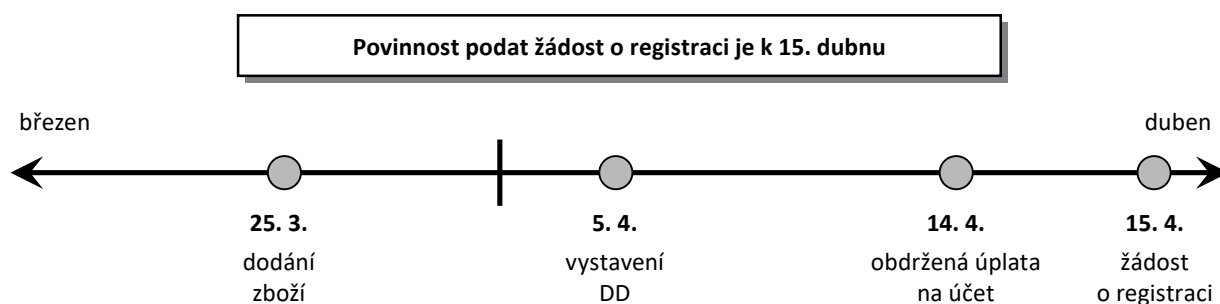 Povinnost podat žádost o registraci je k 15. dubnu
březen
duben
25. 3.
5. 4.
14. 4.
15. 4.
dodání
zboží
vystavení
DD
obdržená úplata
na účet
žádost
o registraci